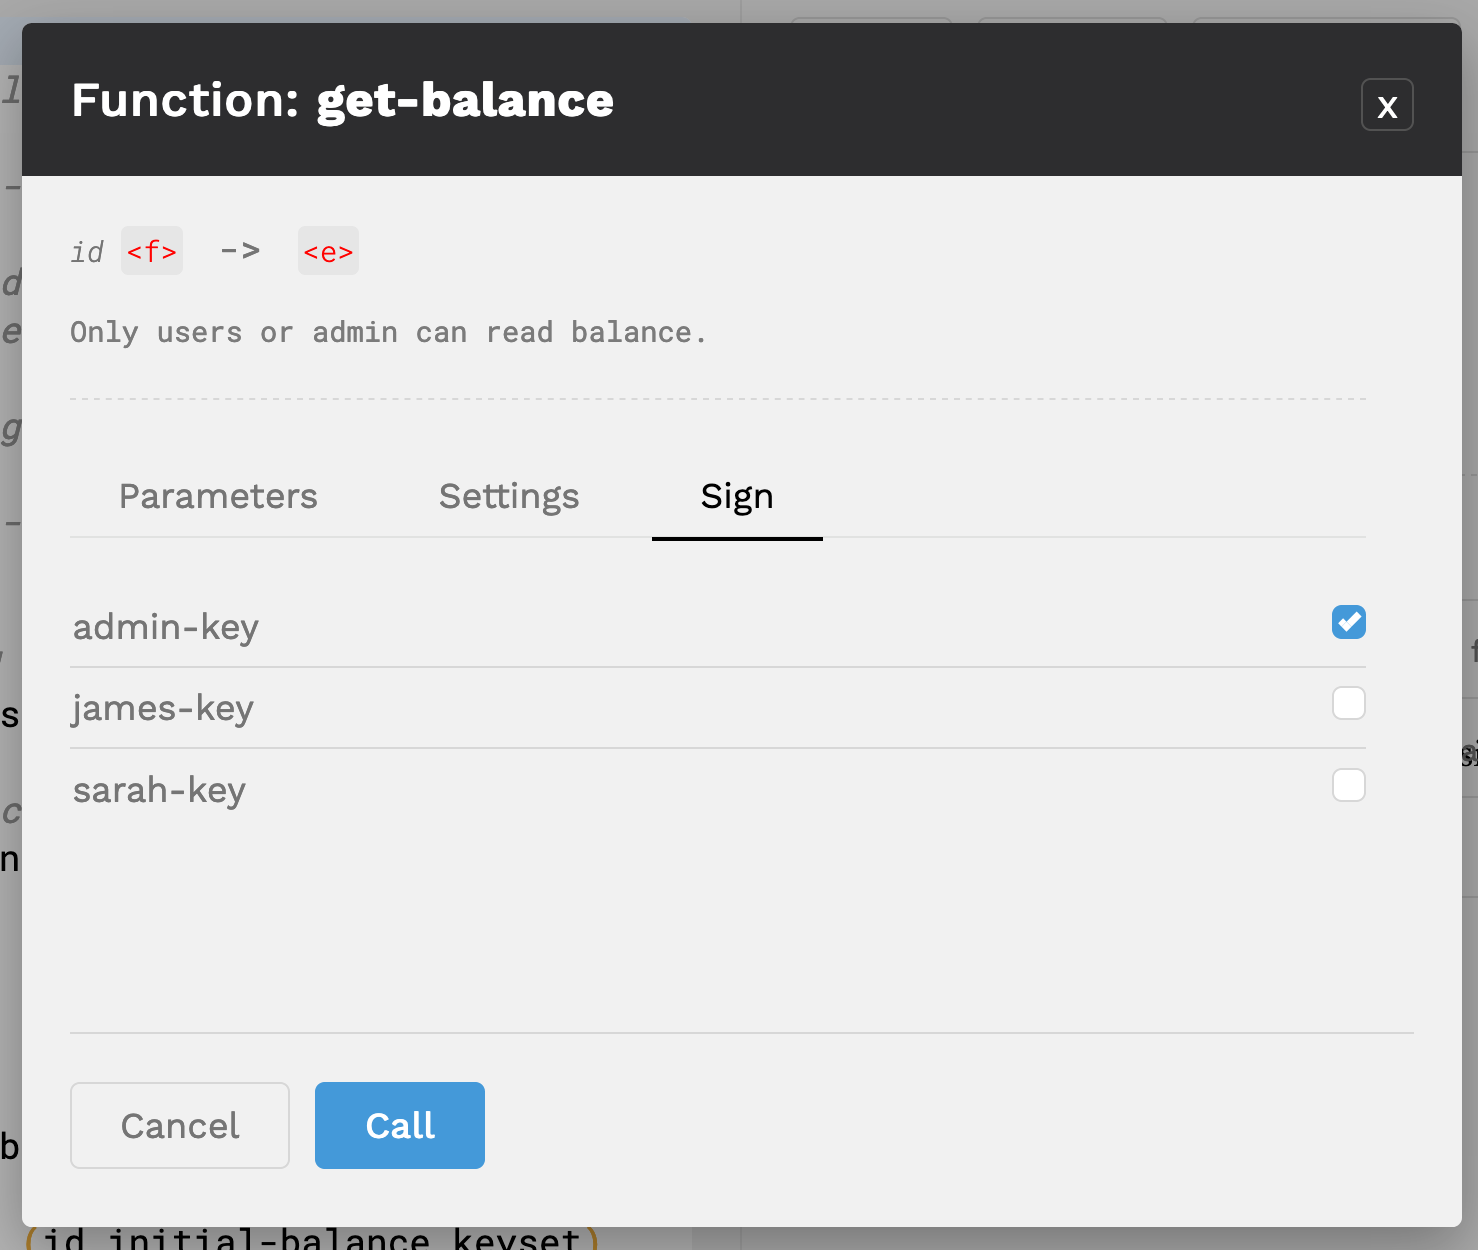 Function: get-balance
X
id <f> -> <e>
Only users or admin can read balance.
Parameters Settings Sign
admin-key
james-key
sarah-key
Cancel Call
(id initial-balance keyset)